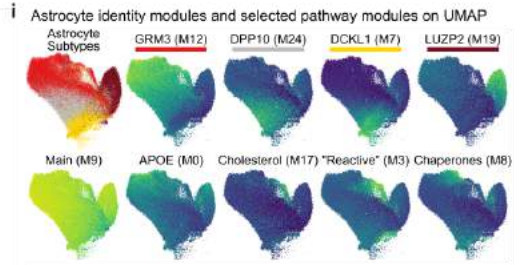 i Astrocyte identity modules and selected pathway modules on UMAP
Astrocyte Subtypes GRM3 (M12) DPP10 (M24) DCKL1 (M7) LUZP2 (M19)
Main (M9) APOE (M0) Cholesterol (M17) "Reactive" (M3) Chaperones (M8)